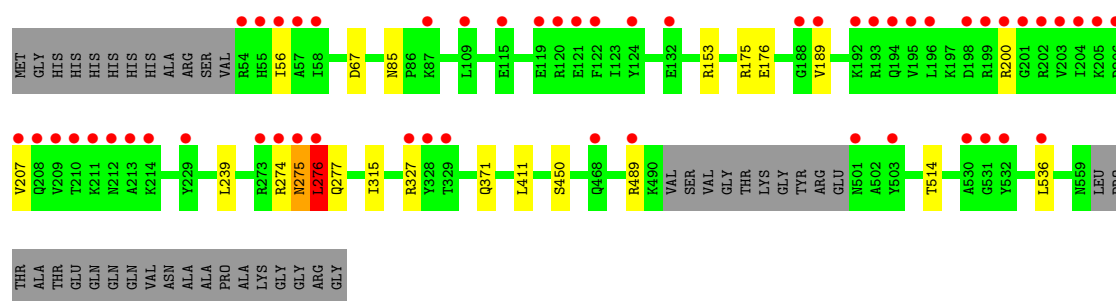 MET GLY HIS HIS HIS HIS HIS HIS ALA ARG SER VAL R54 H55 I56 A57 I58 D67 N85 P86 K87 L109 E115 E119 R120 E121 F122 I123 Y124 E132 R153 R175 E176 G188 V189 K192 R193 Q194 V195 L196 K197 D198 R199 R200 G201 R202 V203 I204 K205
V207 Q208 V209 T210 K211 N212 A213 K214 Y229 L239 R273 R274 N275 L276 Q277 I315 R327 Y328 T329 Q371 L411 S450 Q468 R489 K490 VAL SER VAL GLY THR LYS GLY TYR ARG GLU N501 A502 Y503 T514 A530 G531 Y532 L536 N559 LEU
THR ALA THR GLU GLN GLN GLN VAL ASN ALA ALA PRO ALA LYS GLY GLY ARG GLY